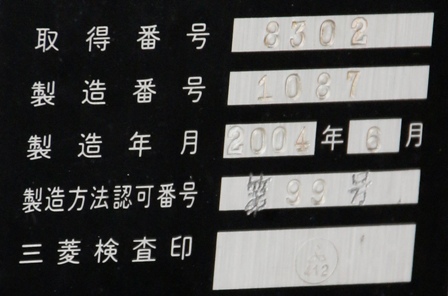 取得番号 8302
製造番号 1087
製造年月 2004年6月
製造方法認可番号 第99号
三菱検査印